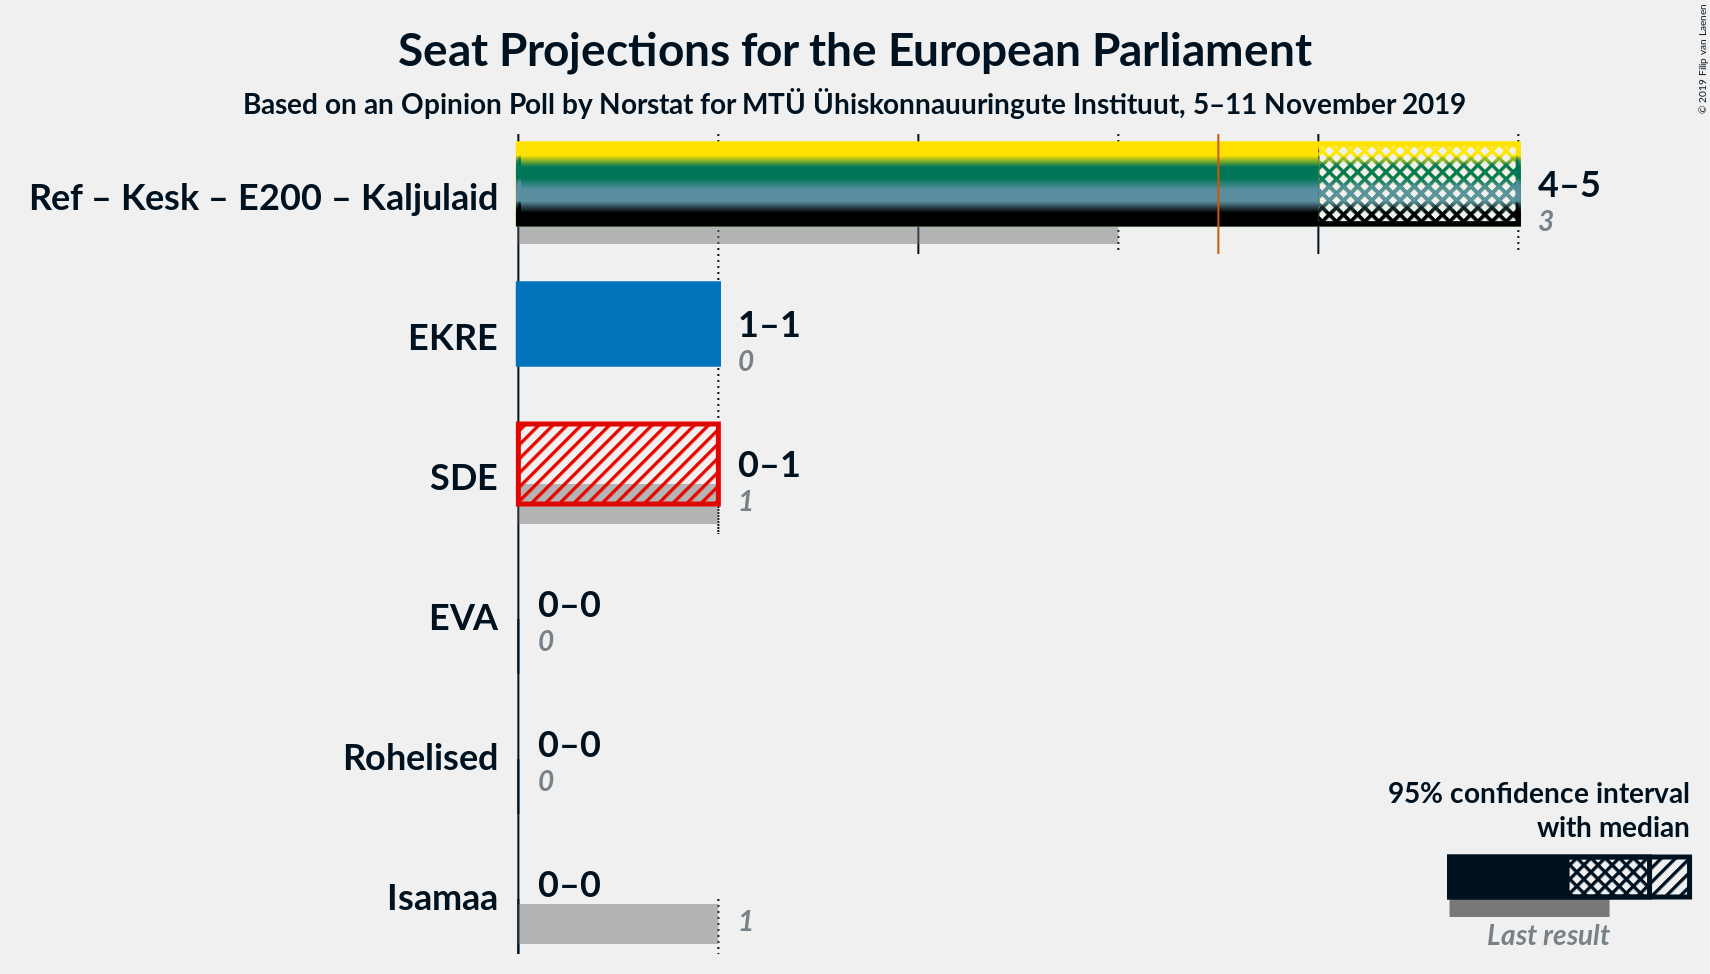 Seat Projections for the European Parliament
Based on an Opinion Poll by Norstat for MTÜ Ühiskonnauuringute Instituut, 5–11 November 2019
© 2019 Filip van Laenen
Ref – Kesk – E200 – Kaljulaid
4–5
3
EKRE
1–1
0
SDE
0–1
1
EVA
0–0
0
Rohelised
0–0
0
Isamaa
0–0
1
95% confidence interval
with median
Last result